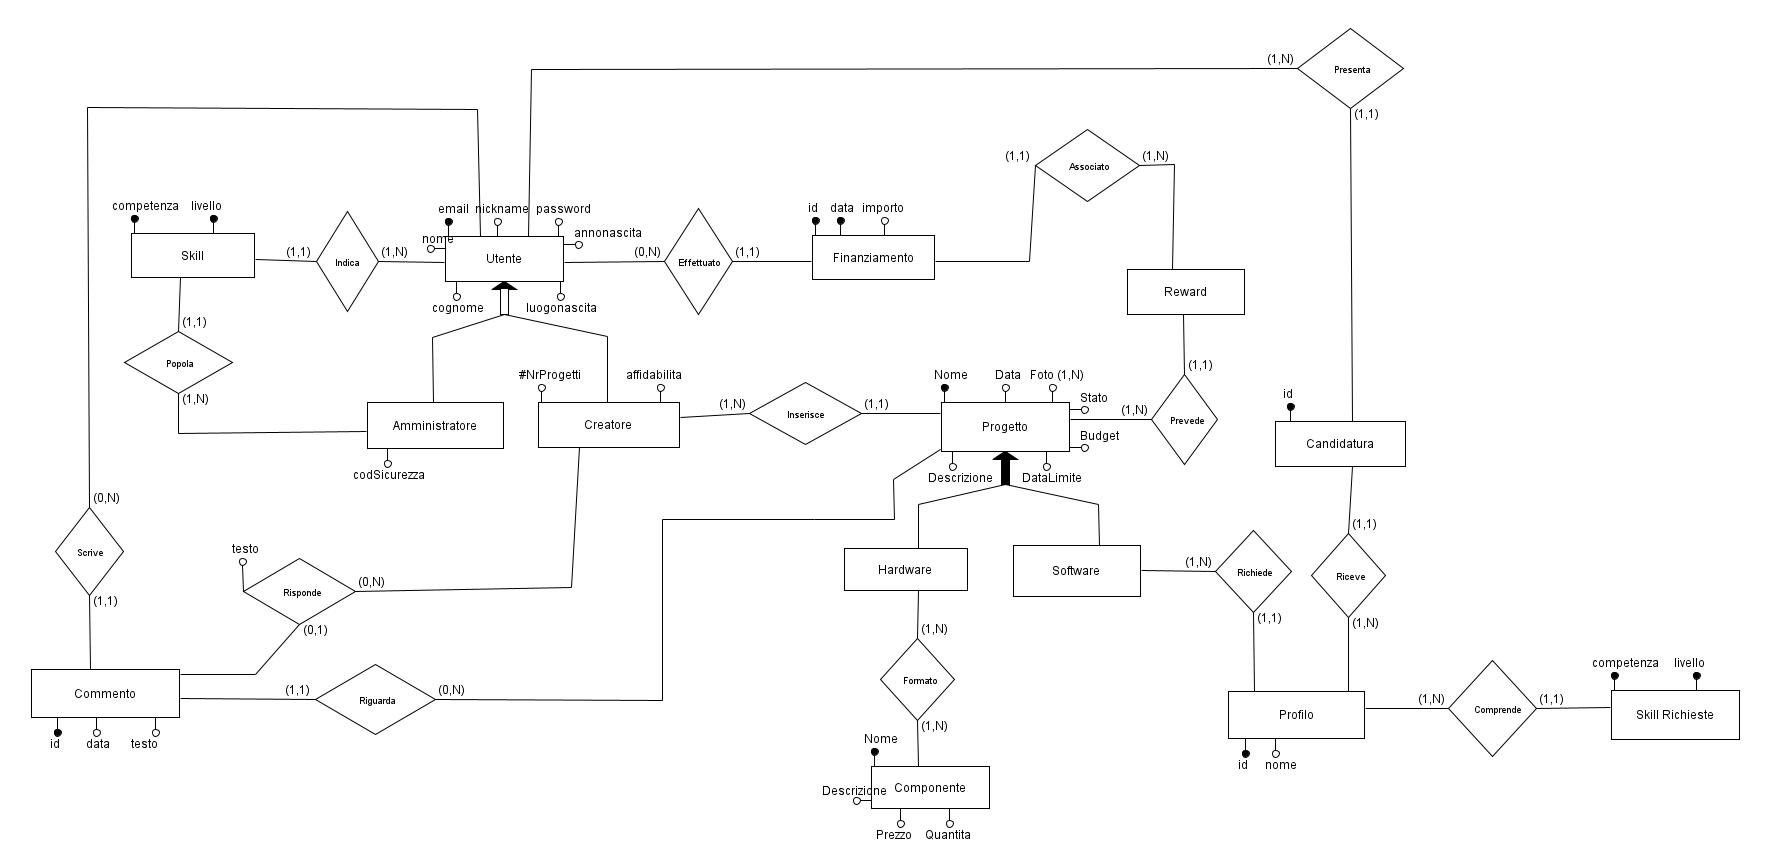 (1,N)
Presenta
(1,1)
(1,1)
Associato
(1,N)
competenza livello
email nickname password
id data importo
nome
annonascita
Skill
(1,1)
Indica
(1,N)
Utente
(0,N)
Effettuato
(1,1)
Finanziamento
Reward
cognome
luogonascita
(1,1)
Popola
(1,N)
#NrProgetti
affidabilita
Nome
Data
Foto (1,N)
Stato
(1,1)
id
Amministratore
Creatore
(1,N)
Inserisce
(1,1)
Progetto
(1,N)
Prevede
Budget
Candidatura
codSicurezza
Descrizione
DataLimite
(0,N)
Scrive
(1,1)
testo
Risponde
(0,N)
(0,1)
Hardware
Software
(1,N)
Richiede
(1,1)
(1,1)
Riceve
(1,N)
(1,N)
Formato
(1,N)
Commento
(1,1)
Riguarda
(0,N)
competenza livello
Profilo
(1,N)
Comprende
(1,1)
Skill Richieste
id data testo
id nome
Nome
Descrizione
Componente
Prezzo Quantita